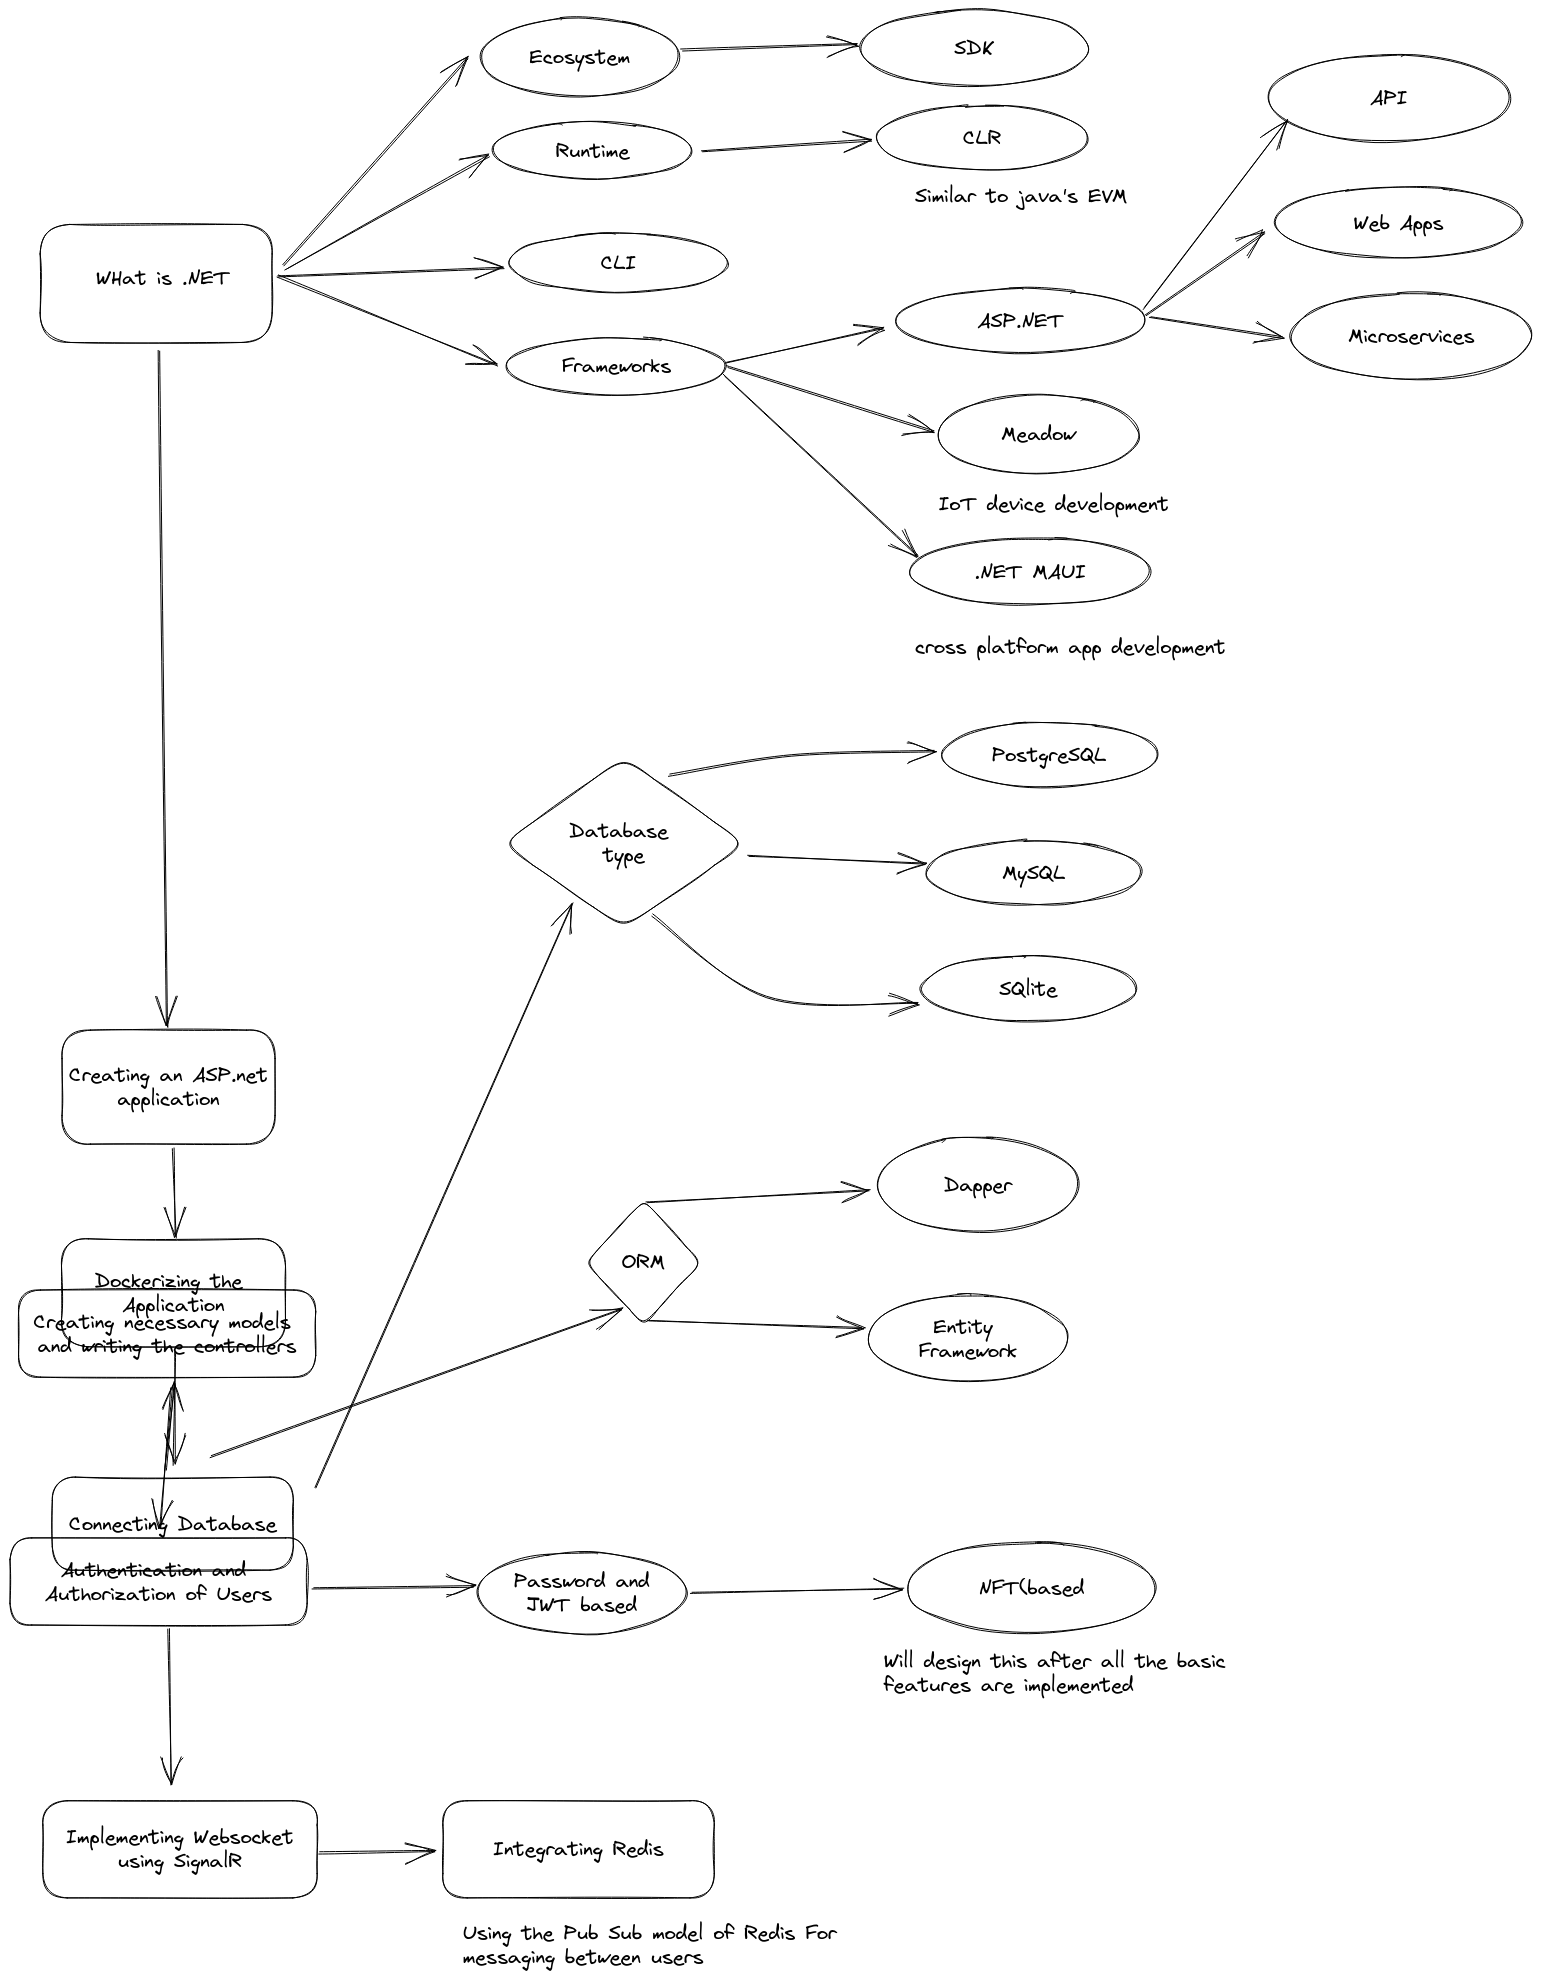 Ecosystem
SDK
API
Runtime
CLR
Similar to java's EVM
Web Apps
WHat is .NET
CLI
ASP.NET
Microservices
Frameworks
Meadow
IoT device development
.NET MAUI
cross platform app development
PostgreSQL
Database
type
MySQL
SQlite
Creating an ASP.net
application
Dapper
ORM
Dockerizing the
Application
Creating necessary models
and writing the controllers
Entity
Framework
Connecting Database
Authentication and
Authorization of Users
Password and
JWT based
NFT(based
Will design this after all the basic
features are implemented
Implementing Websocket
using SignalR
Integrating Redis
Using the Pub Sub model of Redis For
messaging between users